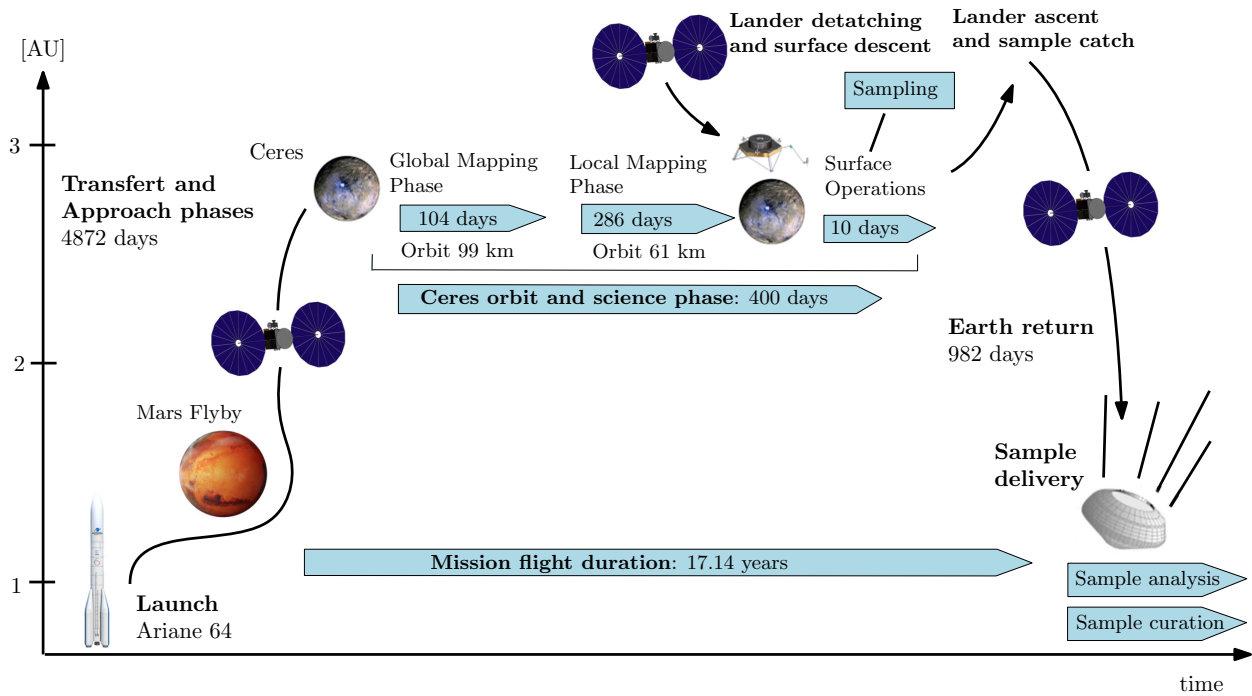 [AU]
3
2
1
time
Launch
Ariane 64
Mars Flyby
Transfert and
Approach phases
4872 days
Ceres
Global Mapping
Phase
104 days
Orbit 99 km
Local Mapping
Phase
286 days
Orbit 61 km
Lander detatching
and surface descent
Sampling
Surface
Operations
10 days
Ceres orbit and science phase: 400 days
Lander ascent
and sample catch
Earth return
982 days
Sample
delivery
Mission flight duration: 17.14 years
Sample analysis
Sample curation